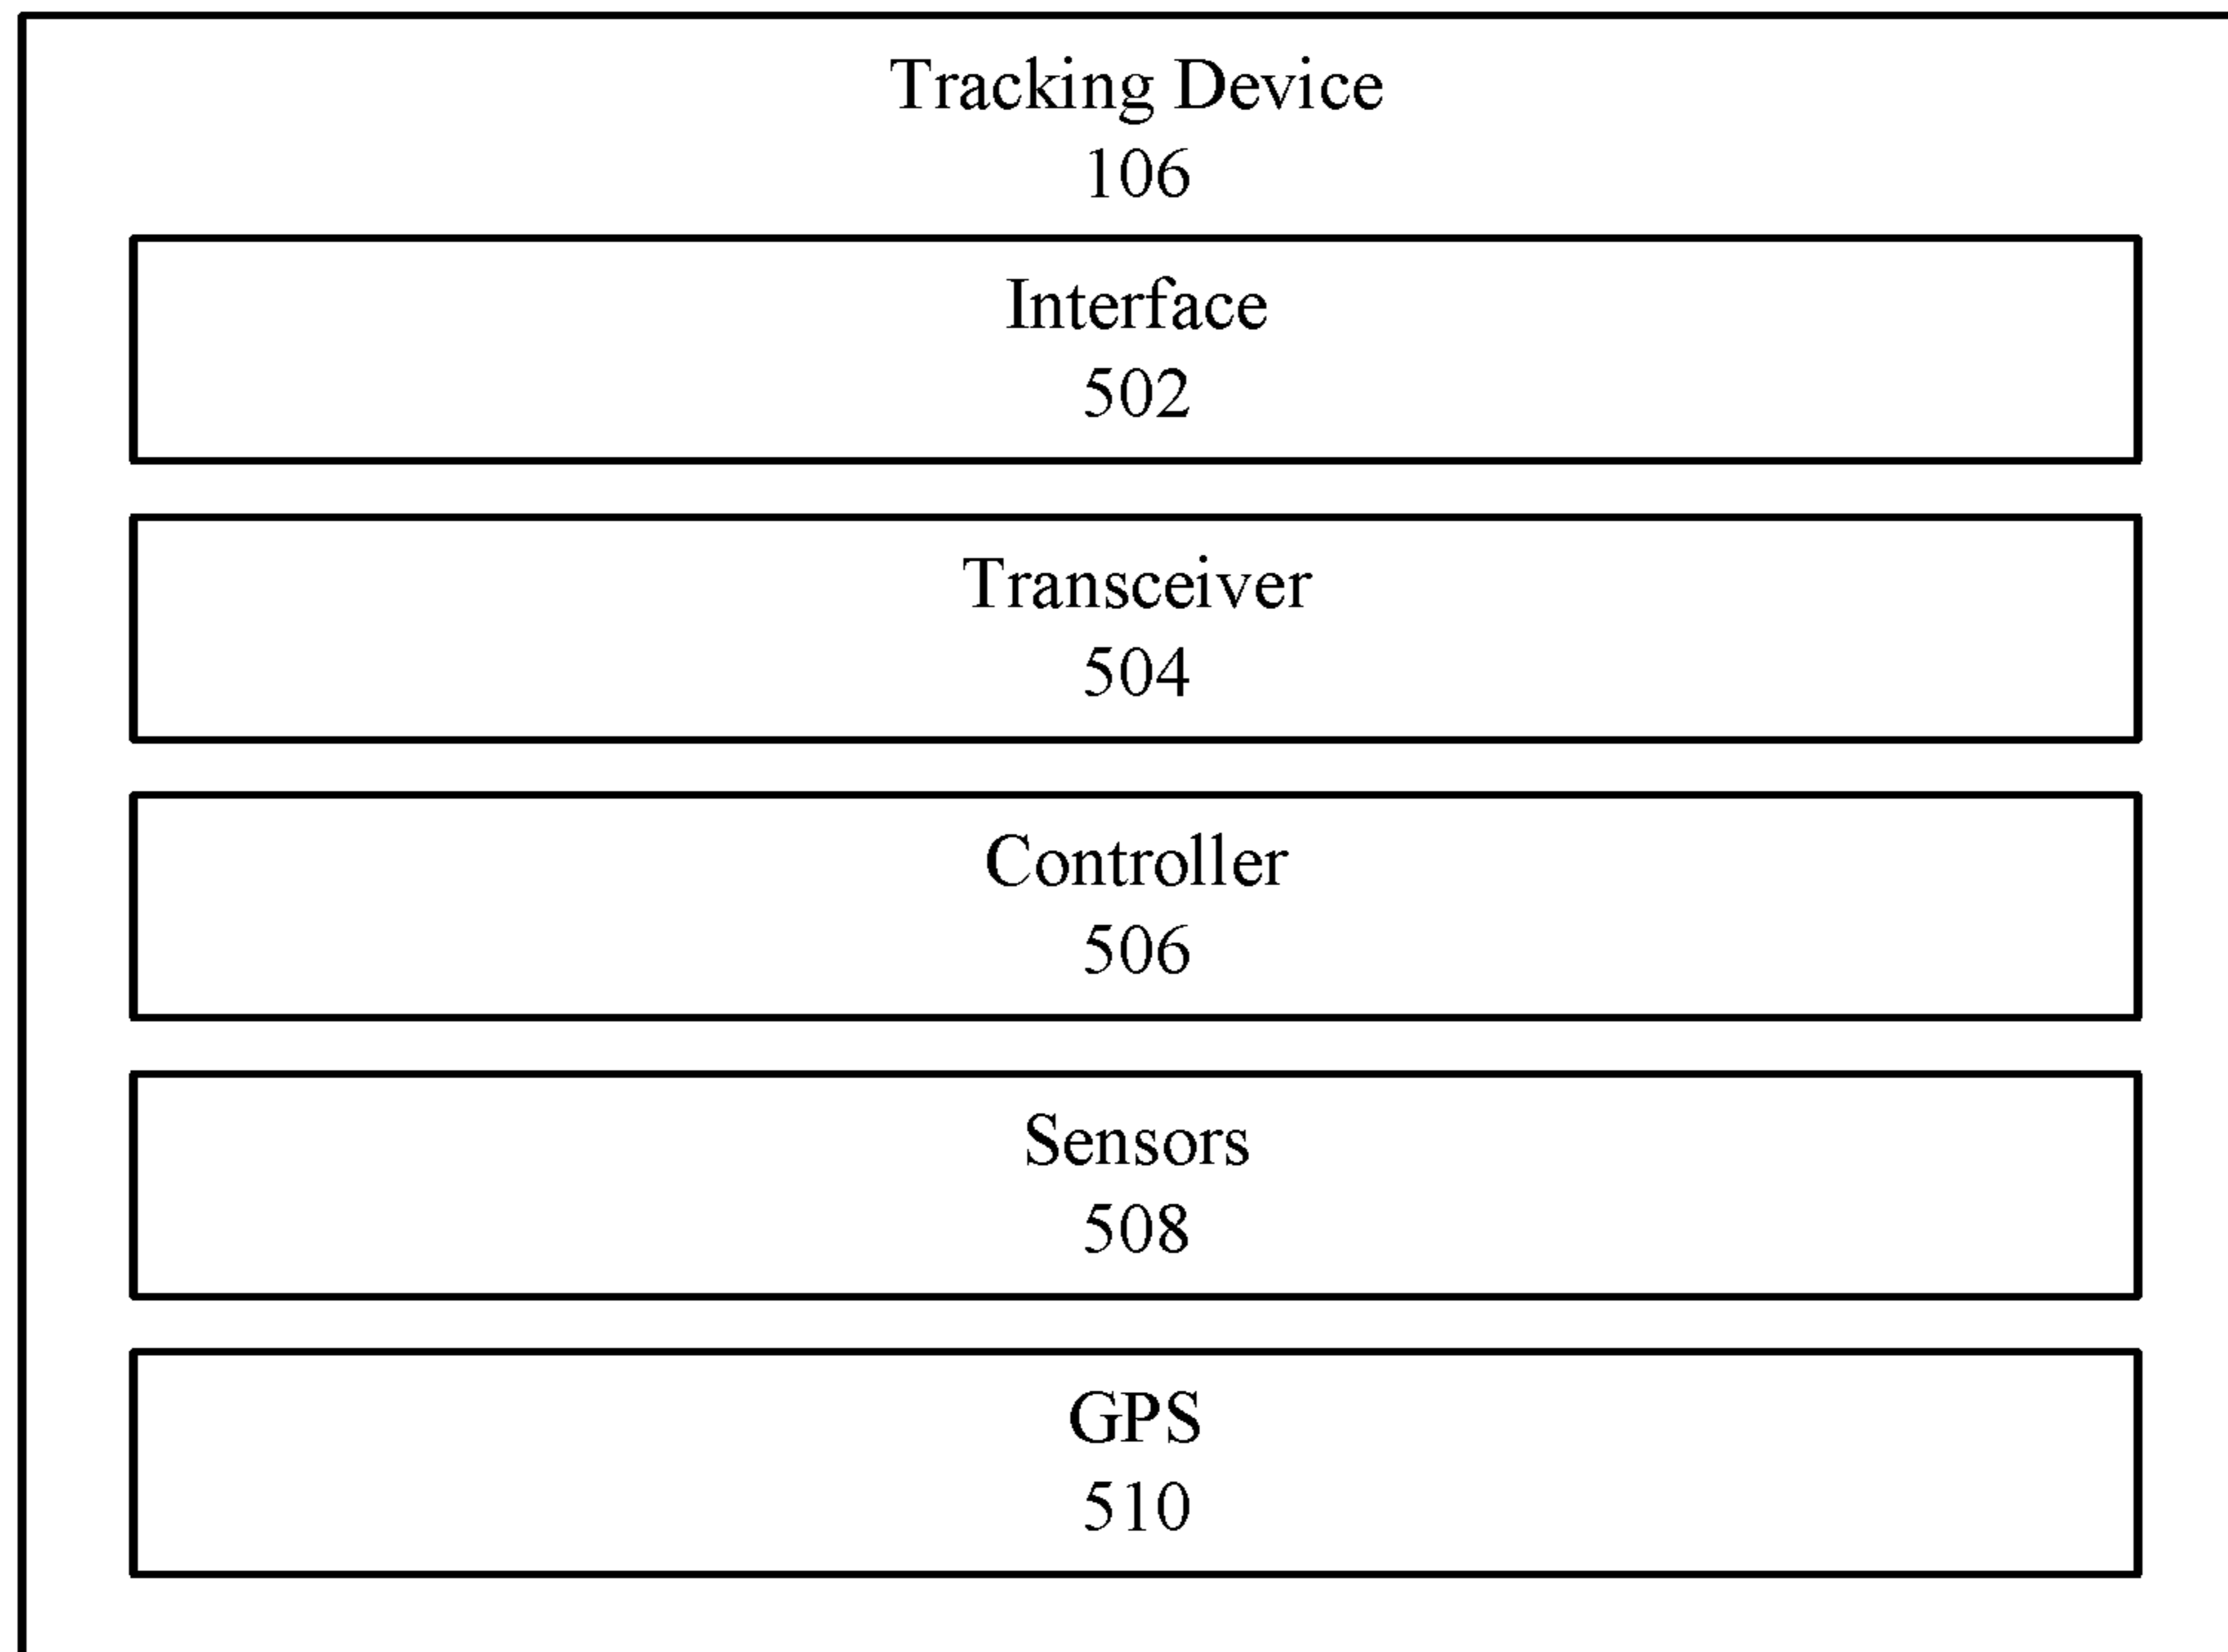 Tracking Device
106
Interface
502
Transceiver
504
Controller
506
Sensors
508
GPS
510